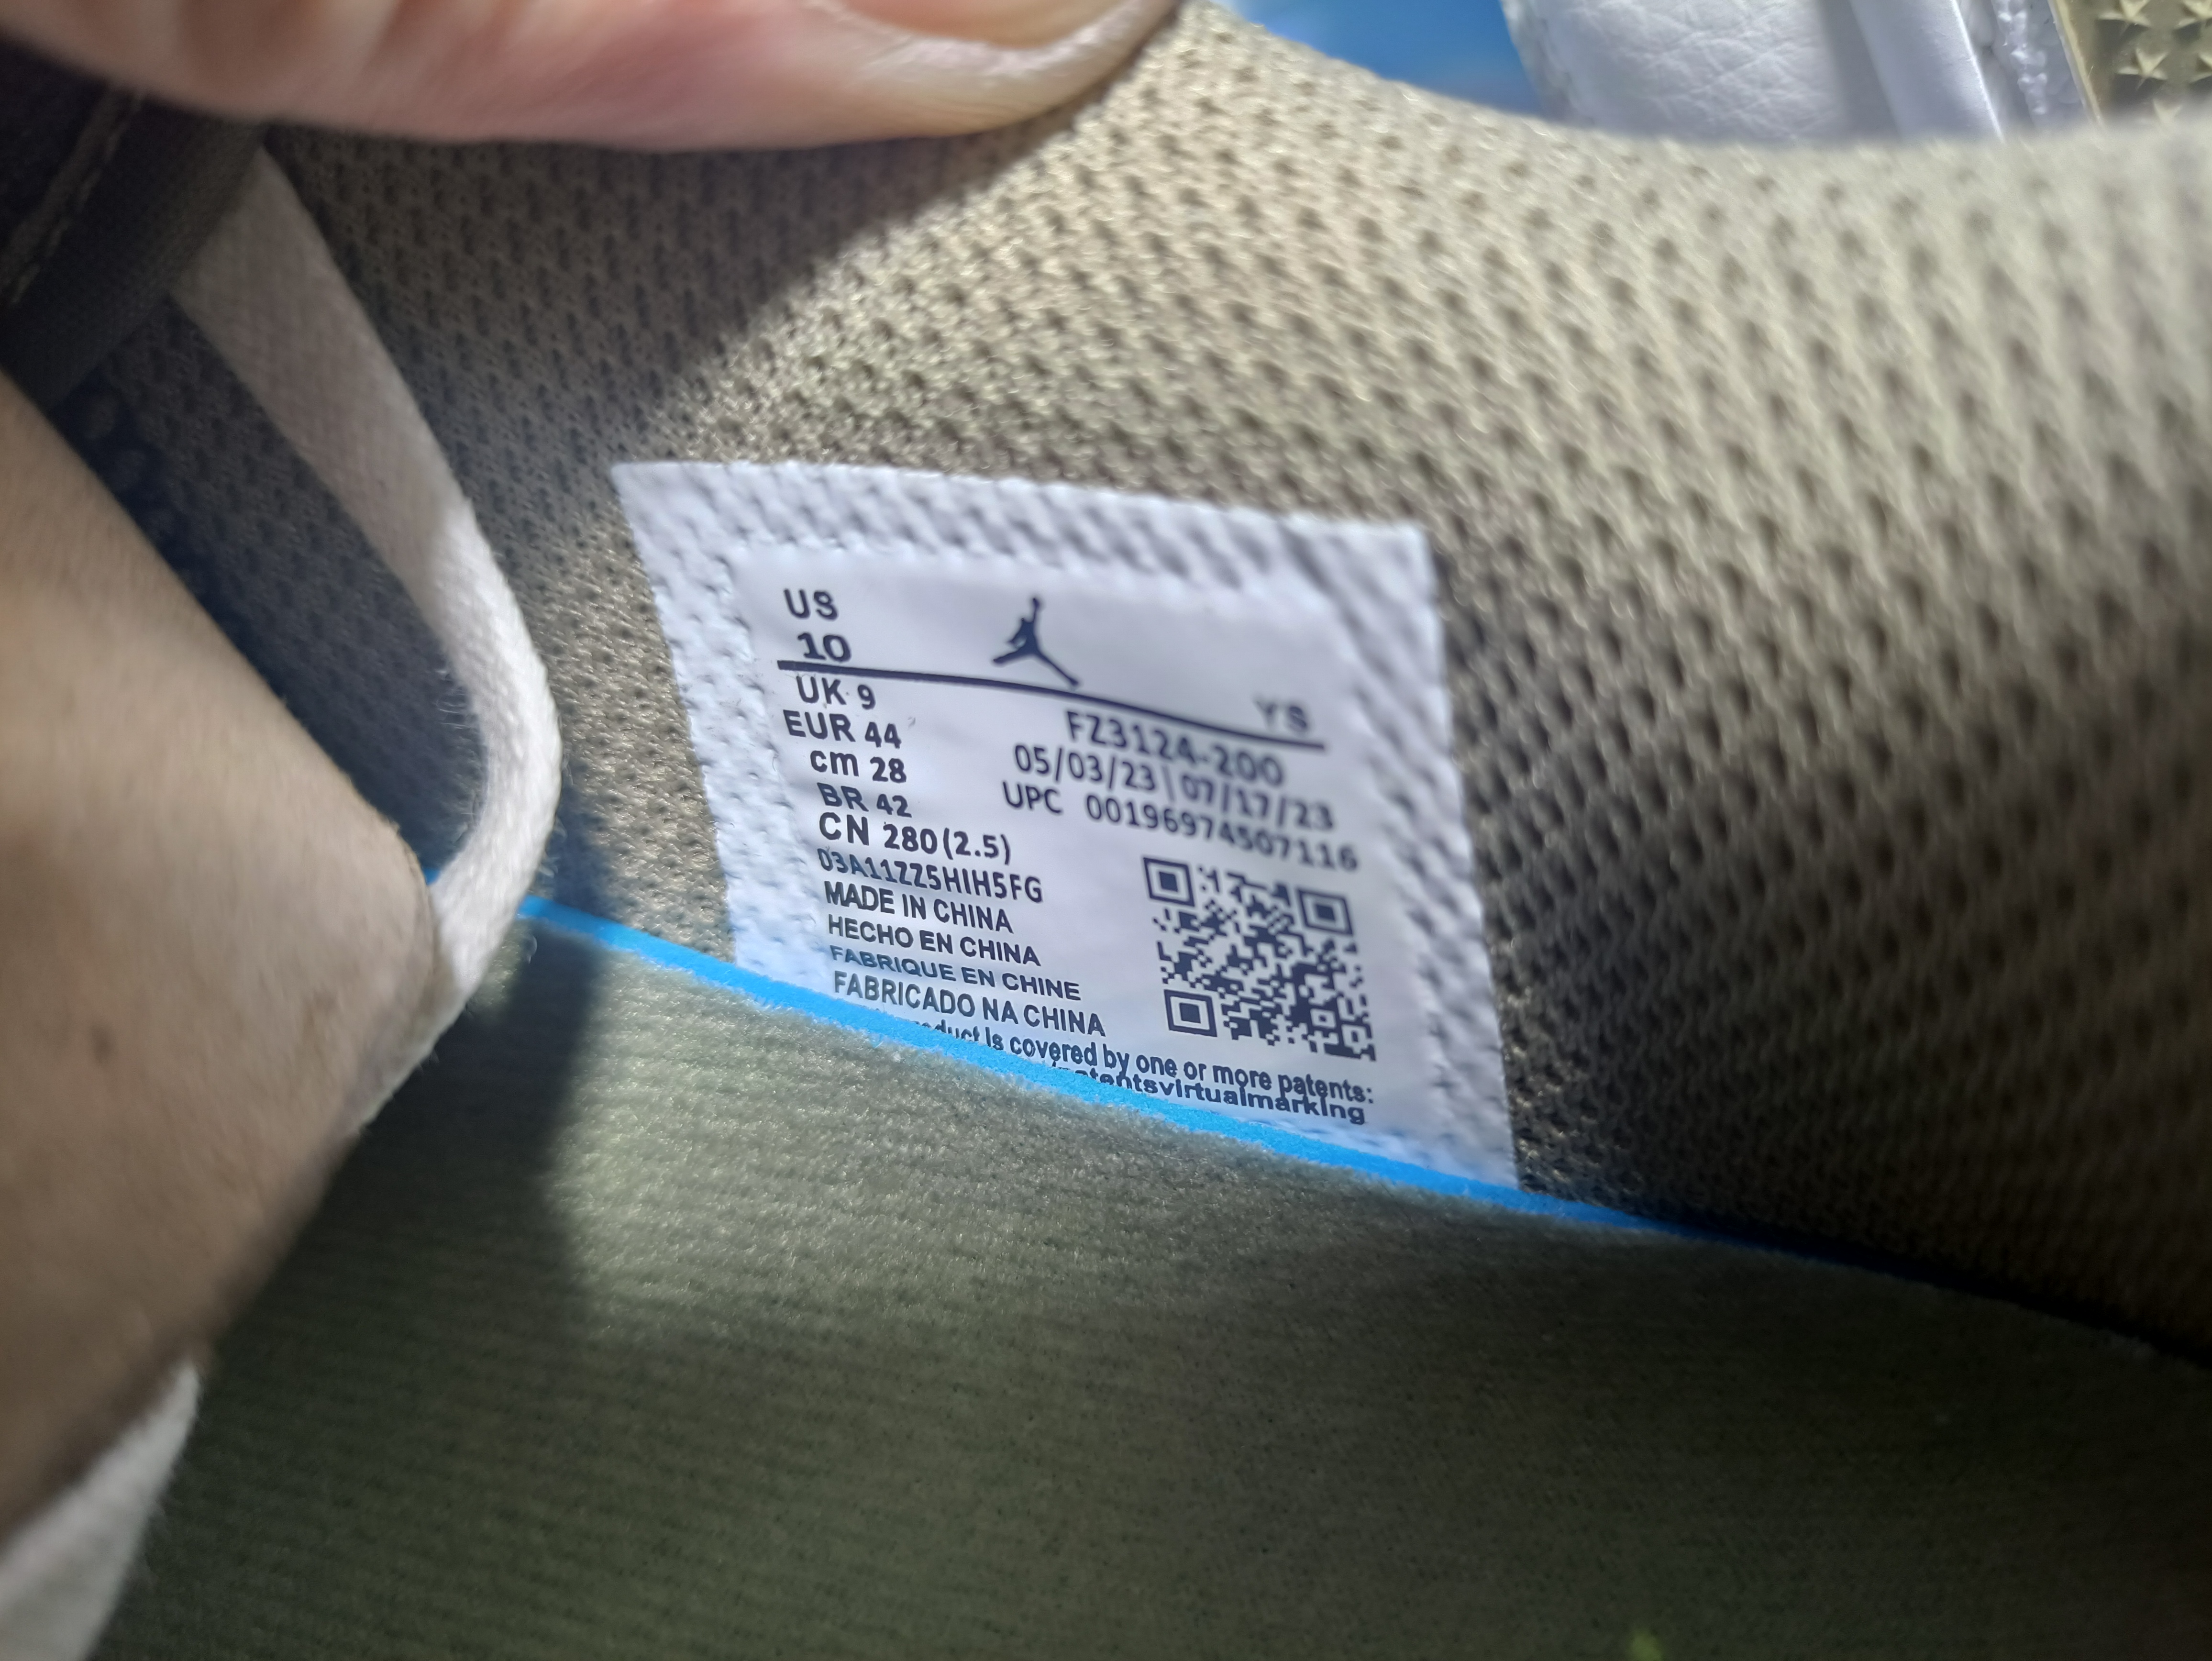 US
10
YS
UK 9
FZ3124-200
EUR 44
05/03/23\07/17/23
cm 28
UPC 00196974507116
BR 42
CN 280(2.5)
03A11ZZ5HIH5FG
MADE IN CHINA
HECHO EN CHINA
FABRIQUE EN CHINE
FABRICADO NA CHINA
is covered by one or more patents: